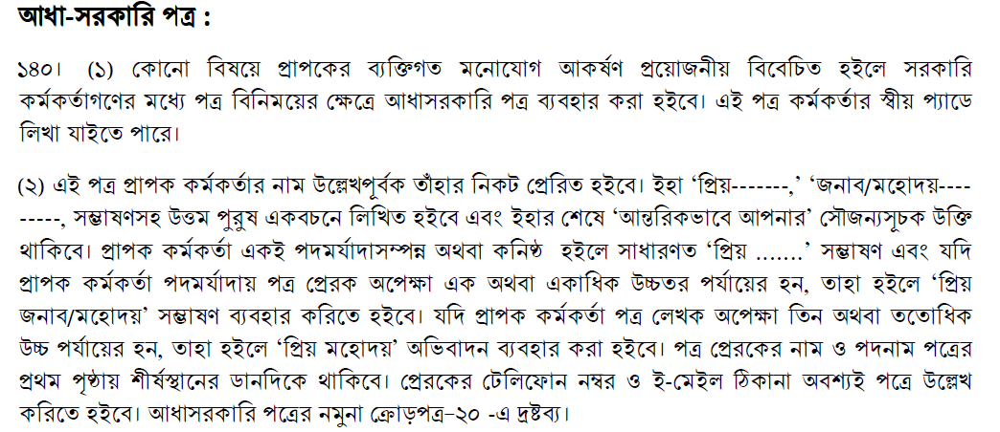 আধা-সরকারি পত্র :
১৪০। (১) কোনো বিষয়ে প্রাপকের ব্যক্তিগত মনোযোগ আকর্ষণ প্রয়োজনীয় বিবেচিত হইলে সরকারি
কর্মকর্তাগণের মধ্যে পত্র বিনিময়ের ক্ষেত্রে আধাসরকারি পত্র ব্যবহার করা হইবে। এই পত্র কর্মকর্তার স্বীয় প্যাডে
লিখা যাইতে পারে।
(২) এই পত্র প্রাপক কর্মকর্তার নাম উল্লেখপূর্বক তাঁহার নিকট প্রেরিত হইবে। ইহা ‘প্রিয়-------,’ ‘জনাব/মহোদয়----
-----, সম্ভাষণসহ উত্তম পুরুষ একবচনে লিখিত হইবে এবং ইহার শেষে ‘আন্তরিকভাবে আপনার’ সৌজন্যসূচক উক্তি
থাকিবে। প্রাপক কর্মকর্তা একই পদমর্যাদাসম্পন্ন অথবা কনিষ্ঠ হইলে সাধারণত ‘প্রিয় .......’ সম্ভাষণ এবং যদি
প্রাপক কর্মকর্তা পদমর্যাদায় পত্র প্রেরক অপেক্ষা এক অথবা একাধিক উচ্চতর পর্যায়ের হন, তাহা হইলে ‘প্রিয়
জনাব/মহোদয়’ সম্ভাষণ ব্যবহার করিতে হইবে। যদি প্রাপক কর্মকর্তা পত্র লেখক অপেক্ষা তিন অথবা ততোধিক
উচ্চ পর্যায়ের হন, তাহা হইলে ‘প্রিয় মহোদয়’ অভিবাদন ব্যবহার করা হইবে। পত্র প্রেরকের নাম ও পদনাম পত্রের
প্রথম পৃষ্ঠায় শীর্ষস্থানের ডানদিকে থাকিবে। প্রেরকের টেলিফোন নম্বর ও ই-মেইল ঠিকানা অবশ্যই পত্রে উল্লেখ
করিতে হইবে। আধাসরকারি পত্রের নমুনা ক্রোড়পত্র–২০ -এ দ্রষ্টব্য।